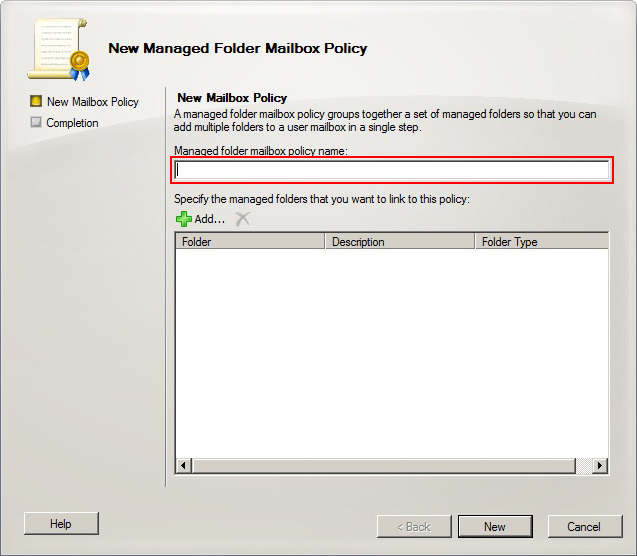 New Managed Folder Mailbox Policy
New Mailbox Policy
Completion
New Mailbox Policy
A managed folder mailbox policy groups together a set of managed folders so that you can
add multiple folders to a user mailbox in a single step.
Managed folder mailbox policy name:
Specify the managed folders that you want to link to this policy:
Add...
Folder Description Folder Type
Help < Back New Cancel